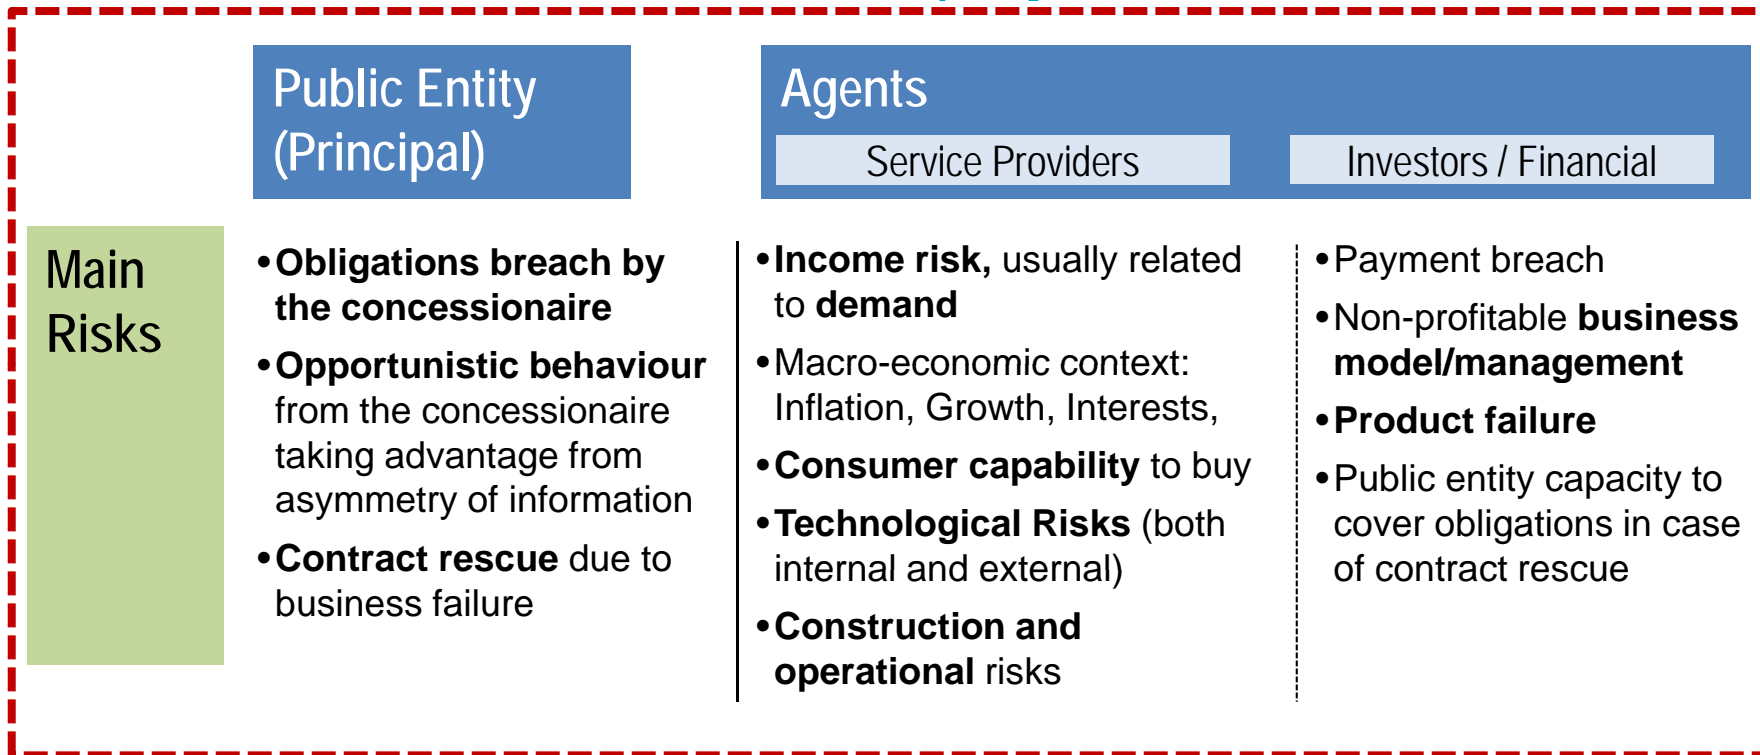 Public Entity
(Principal)
Agents
Service Providers
Investors / Financial
Main
Risks
•Obligations breach by
the concessionaire
•Opportunistic behaviour
from the concessionaire
taking advantage from
asymmetry of information
•Contract rescue due to
business failure
•Income risk, usually related
to demand
•Macro-economic context:
Inflation, Growth, Interests,
•Consumer capability to buy
•Technological Risks (both
internal and external)
•Construction and
operational risks
•Payment breach
•Non-profitable business
model/management
•Product failure
•Public entity capacity to
cover obligations in case
of contract rescue